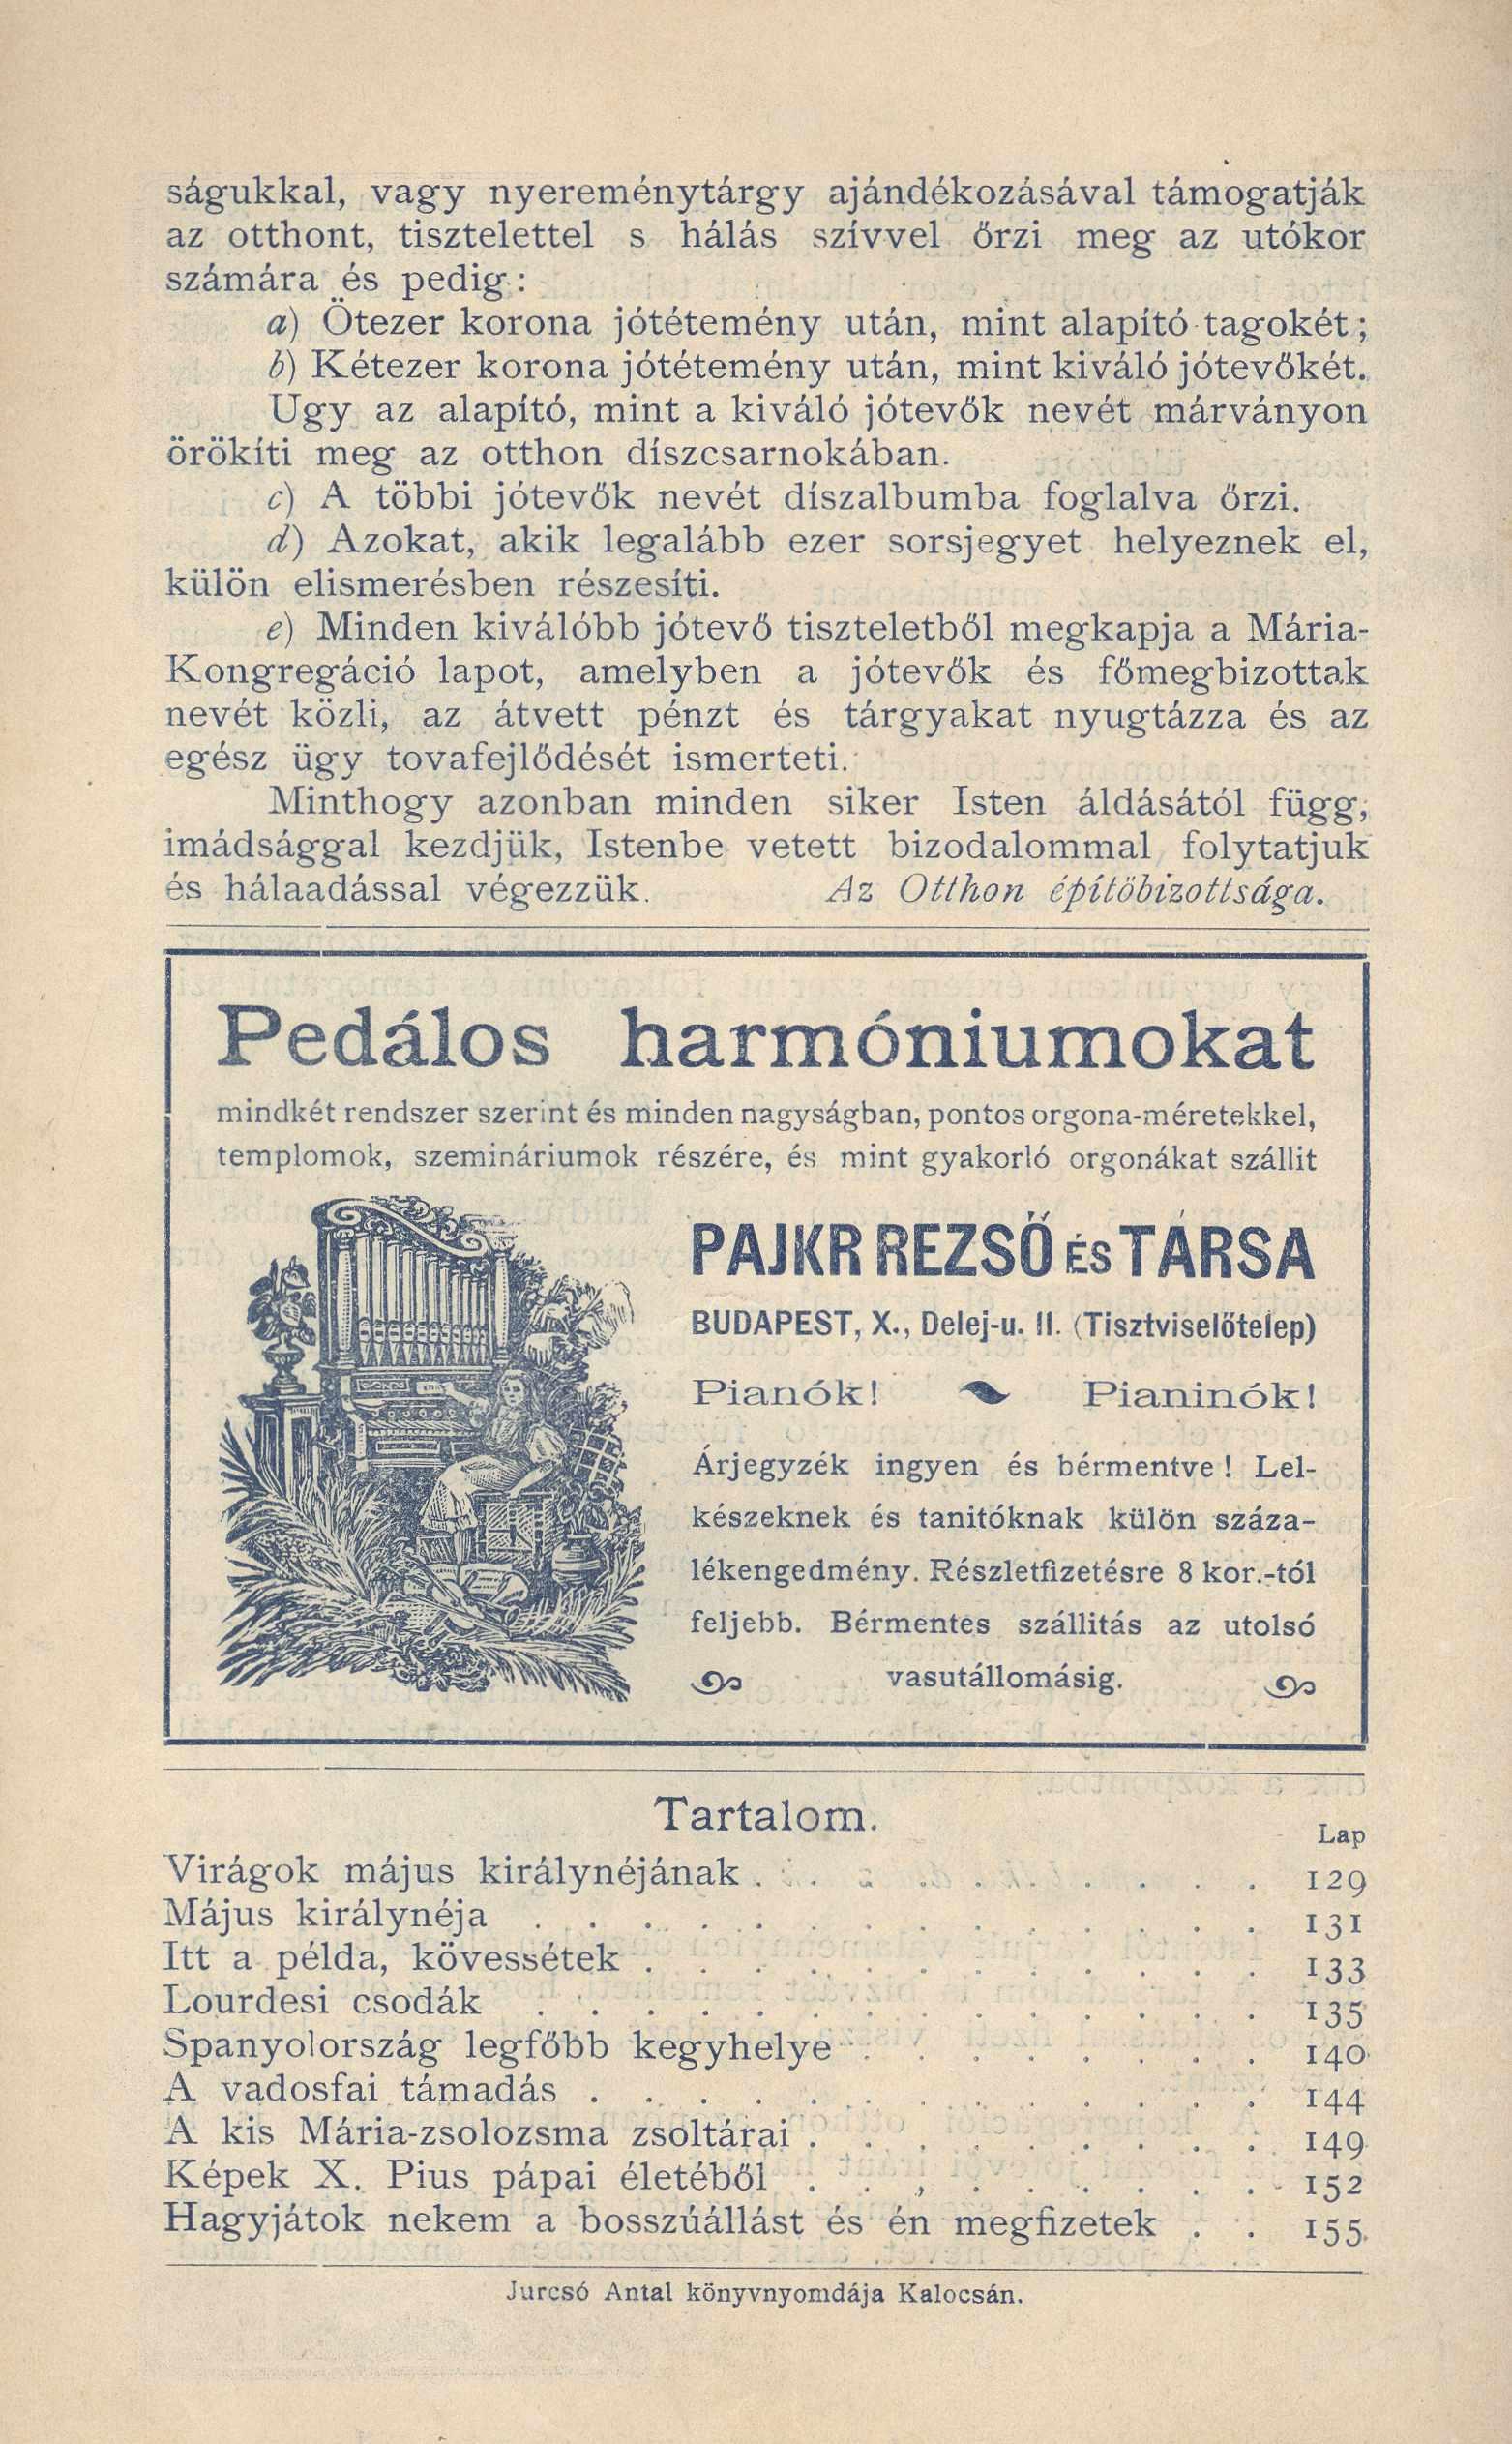 ságukkal, vagy nyereménytárgy ajándékozásával támogatják
az otthont, tisztelettel s hálás szívvel őrzi meg az utókor
számára és pedig:
a) Ötezer korona jótétemény után, mint alapító tagokét;
b) Kétezer korona jótétemény után, mint kiváló jótevőkét.
Ugy az alapító, mint a kiváló jótevők nevét márványon
örökíti meg az otthon díszcsarnokában.
c) A többi jótevők nevét díszalbumba foglalva őrzi.
d) Azokat, akik legalább ezer sorsjegyet helyeznek el,
külön elismerésben részesíti.
e) Minden kiválóbb jótevő tiszteletből megkapja a Mária-
Kongregáció lapot, amelyben a jótevők és főmegbizottak
nevét közli, az átvett pénzt és tárgyakat nyugtázza és az
egész ügy tovafejlődését ismerteti.
Minthogy azonban minden siker Isten áldásától függ,
imádsággal kezdjük, Istenbe vetett bizodalommal folytatjuk
és hálaadással végezzük. Az Otthon építőbizottsága.
Pedálos harmóniumokat
mindkét rendszer szerint és minden nagyságban, pontos orgona-méretekkel,
templomok, szemináriumok részére, és mint gyakorló orgonákat szállit
PAJKR REZSŐ ÉS TÁRSA
BUDAPEST, X., Delej-u. II. (Tisztviselőtelep)
Pianók! Pianinók!
Árjegyzék ingyen és bérmentve! Lel-
készeknek és tanitóknak külön száza-
lékengedmény. Részletfizetésre 8 kor.-tól
feljebb. Bérmentes szállitás az utolsó
vasutállomásig.
Tartalom.
Lap
Virágok május királynéjának . . . . . . . . . . 129
Május királynéja . . . . . . . . . . . . . . 131
Itt a példa, kövessétek . . . . . . . . . . . . 133
Lourdesi csodák . . . . . . . . . . . . . . 135
Spanyolország legfőbb kegyhelye . . . . . . . . 140
A vadosfai támadás . . . . . . . . . . . . . 144
A kis Mária-zsolozsma zsoltárai . . . . . . . . . 149
Képek X. Pius pápai életéből . . . . . . . . . 152
Hagyjátok nekem a bosszúállást és én megfizetek . . 155
Jurcsó Antal könyvnyomdája Kalocsán.